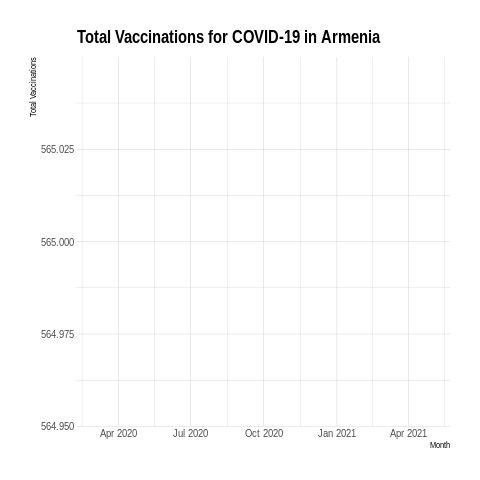 Total Vaccinations for COVID-19 in Armenia
Total Vaccinations
565.025
565.000
564.975
564.950
Apr 2020 Jul 2020 Oct 2020 Jan 2021 Apr 2021
Month